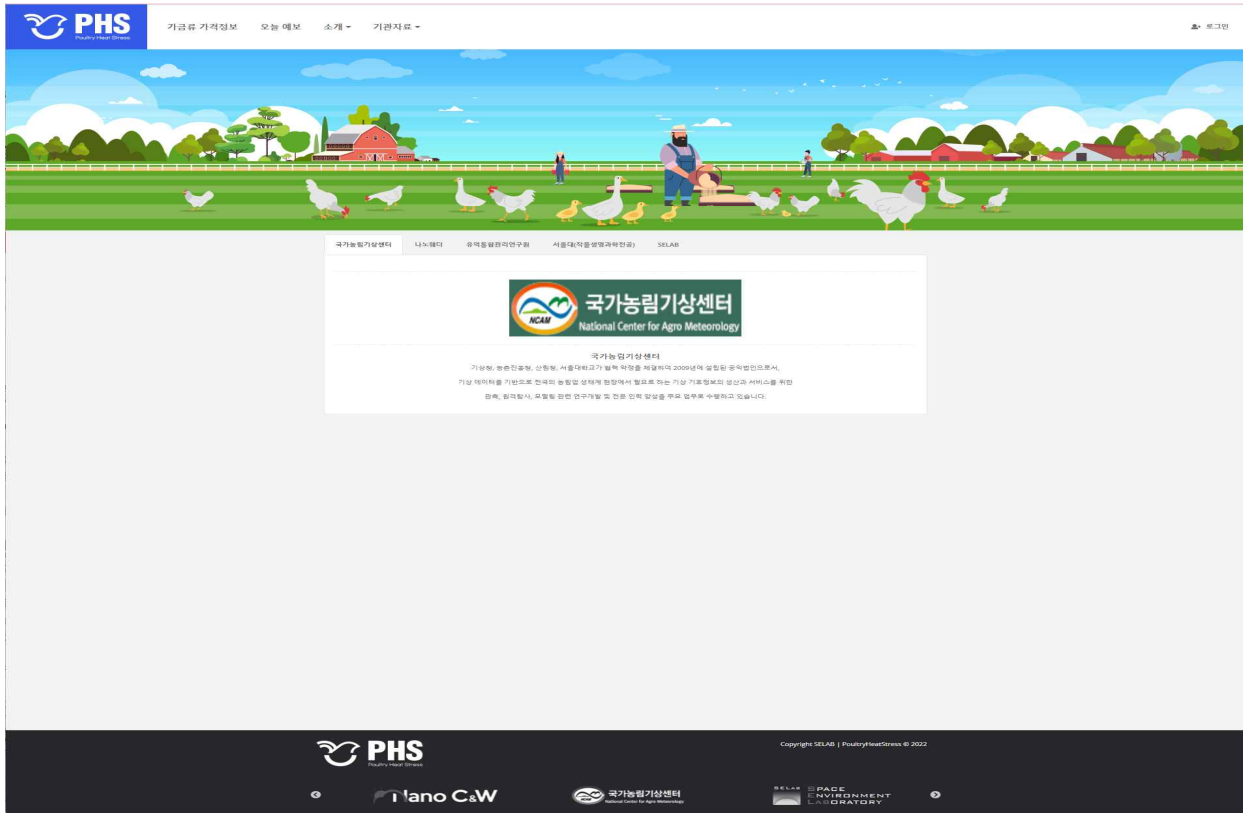 PHS
Poultry Heat Stress
가금류 가격정보 오늘 예보 소개 기관자료 로그인
국가농림기상센터 나노웨더 유역통합관리연구원 서울대(작물생명과학전공) SELAB
NCAM
국가농림기상센터
National Center for Agro Meteorology
국가농림기상센터
기상청, 농촌진흥청, 산림청, 서울대학교가 협력 약정을 체결하여 2009년에 설립된 공익법인으로서,
기상 데이터를 기반으로 전국의 농림업 생태계 현장에서 필요로 하는 기상 기후정보의 생산과 서비스를 위한
관측, 원격탐사, 모델링 관련 연구개발 및 전문 인력 양성을 주요 업무로 수행하고 있습니다.
PHS
Poultry Heat Stress
Copyright SELAB | PoultryHeatStress © 2022
Nano C&W
NCAM
국가농림기상센터
National Center for Agro Meteorology
SELAB
SPACE
ENVIRONMENT
LABORATORY